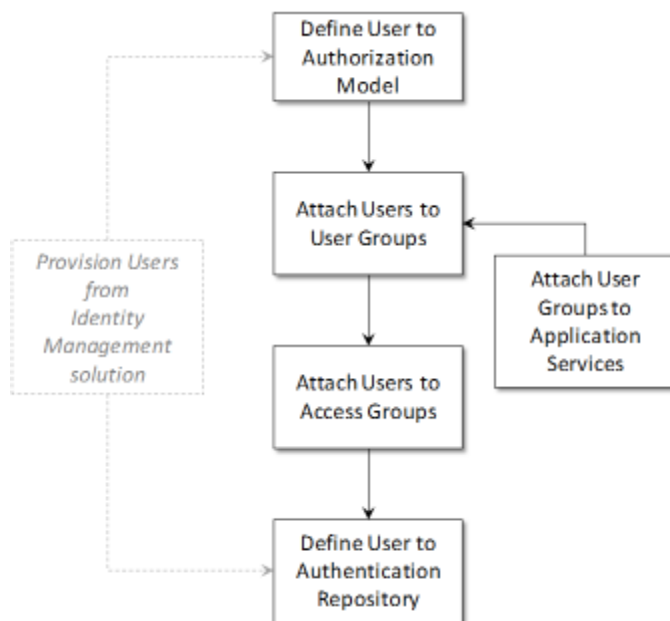 Define User to
Authorization
Model
Attach Users to
User Groups
Provision Users
from
Identity
Management
solution
Attach User
Groups to
Application
Services
Attach Users to
Access Groups
Define User to
Authentication
Repository